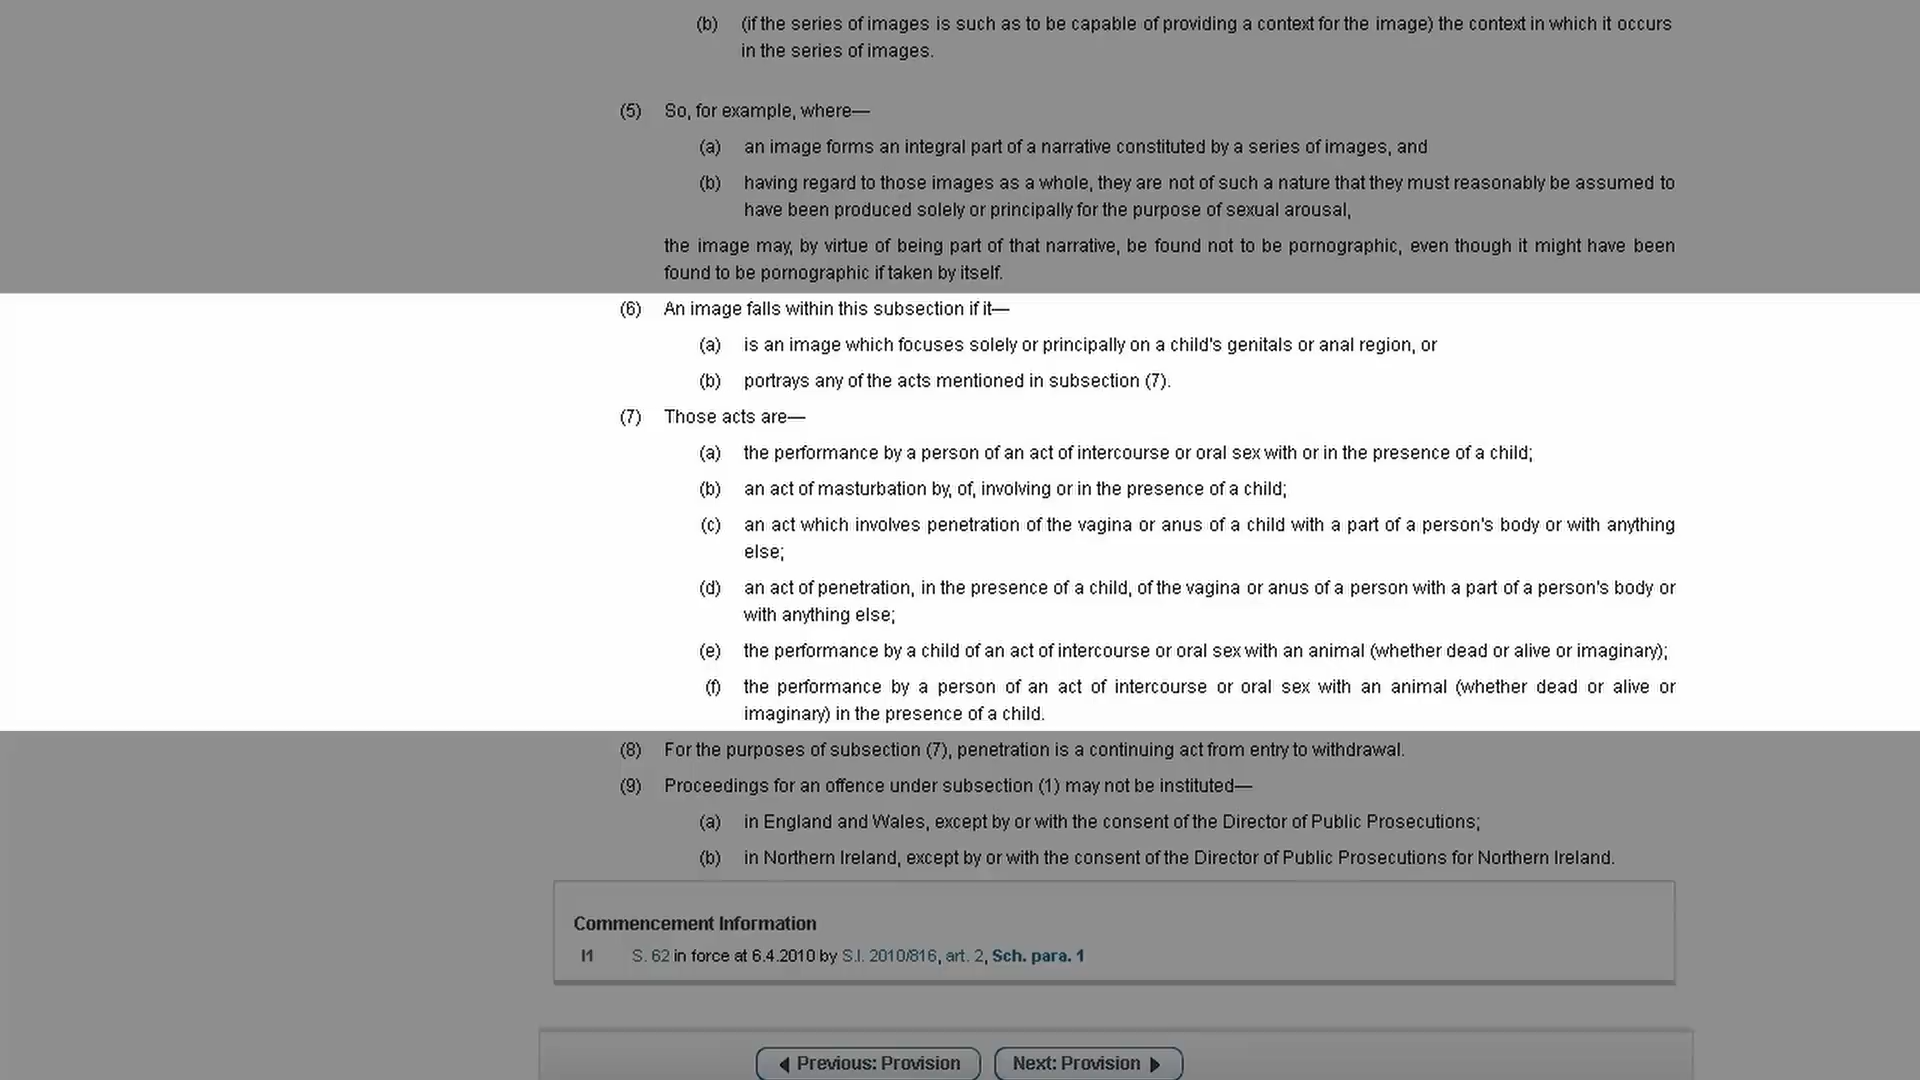 (b) (if the series of images is such as to be capable of providing a context for the image) the context in which it occurs
in the series of images.
(5) So, for example, where—
(a) an image forms an integral part of a narrative constituted by a series of images, and
(b) having regard to those images as a whole, they are not of such a nature that they must reasonably be assumed to
have been produced solely or principally for the purpose of sexual arousal,
the image may, by virtue of being part of that narrative, be found not to be pornographic, even though it might have been
found to be pornographic if taken by itself.
(6) An image falls within this subsection if it—
(a) is an image which focuses solely or principally on a child's genitals or anal region, or
(b) portrays any of the acts mentioned in subsection (7).
(7) Those acts are—
(a) the performance by a person of an act of intercourse or oral sex with or in the presence of a child;
(b) an act of masturbation by, of, involving or in the presence of a child;
(c) an act which involves penetration of the vagina or anus of a child with a part of a person's body or with anything
else;
(d) an act of penetration, in the presence of a child, of the vagina or anus of a person with a part of a person's body or
with anything else;
(e) the performance by a child of an act of intercourse or oral sex with an animal (whether dead or alive or imaginary);
(f) the performance by a person of an act of intercourse or oral sex with an animal (whether dead or alive or
imaginary) in the presence of a child.
(8) For the purposes of subsection (7), penetration is a continuing act from entry to withdrawal.
(9) Proceedings for an offence under subsection (1) may not be instituted—
(a) in England and Wales, except by or with the consent of the Director of Public Prosecutions;
(b) in Northern Ireland, except by or with the consent of the Director of Public Prosecutions for Northern Ireland.
Commencement Information
I1 S. 62 in force at 6.4.2010 by S.I. 2010/816, art. 2, Sch. para. 1
Previous: Provision Next: Provision